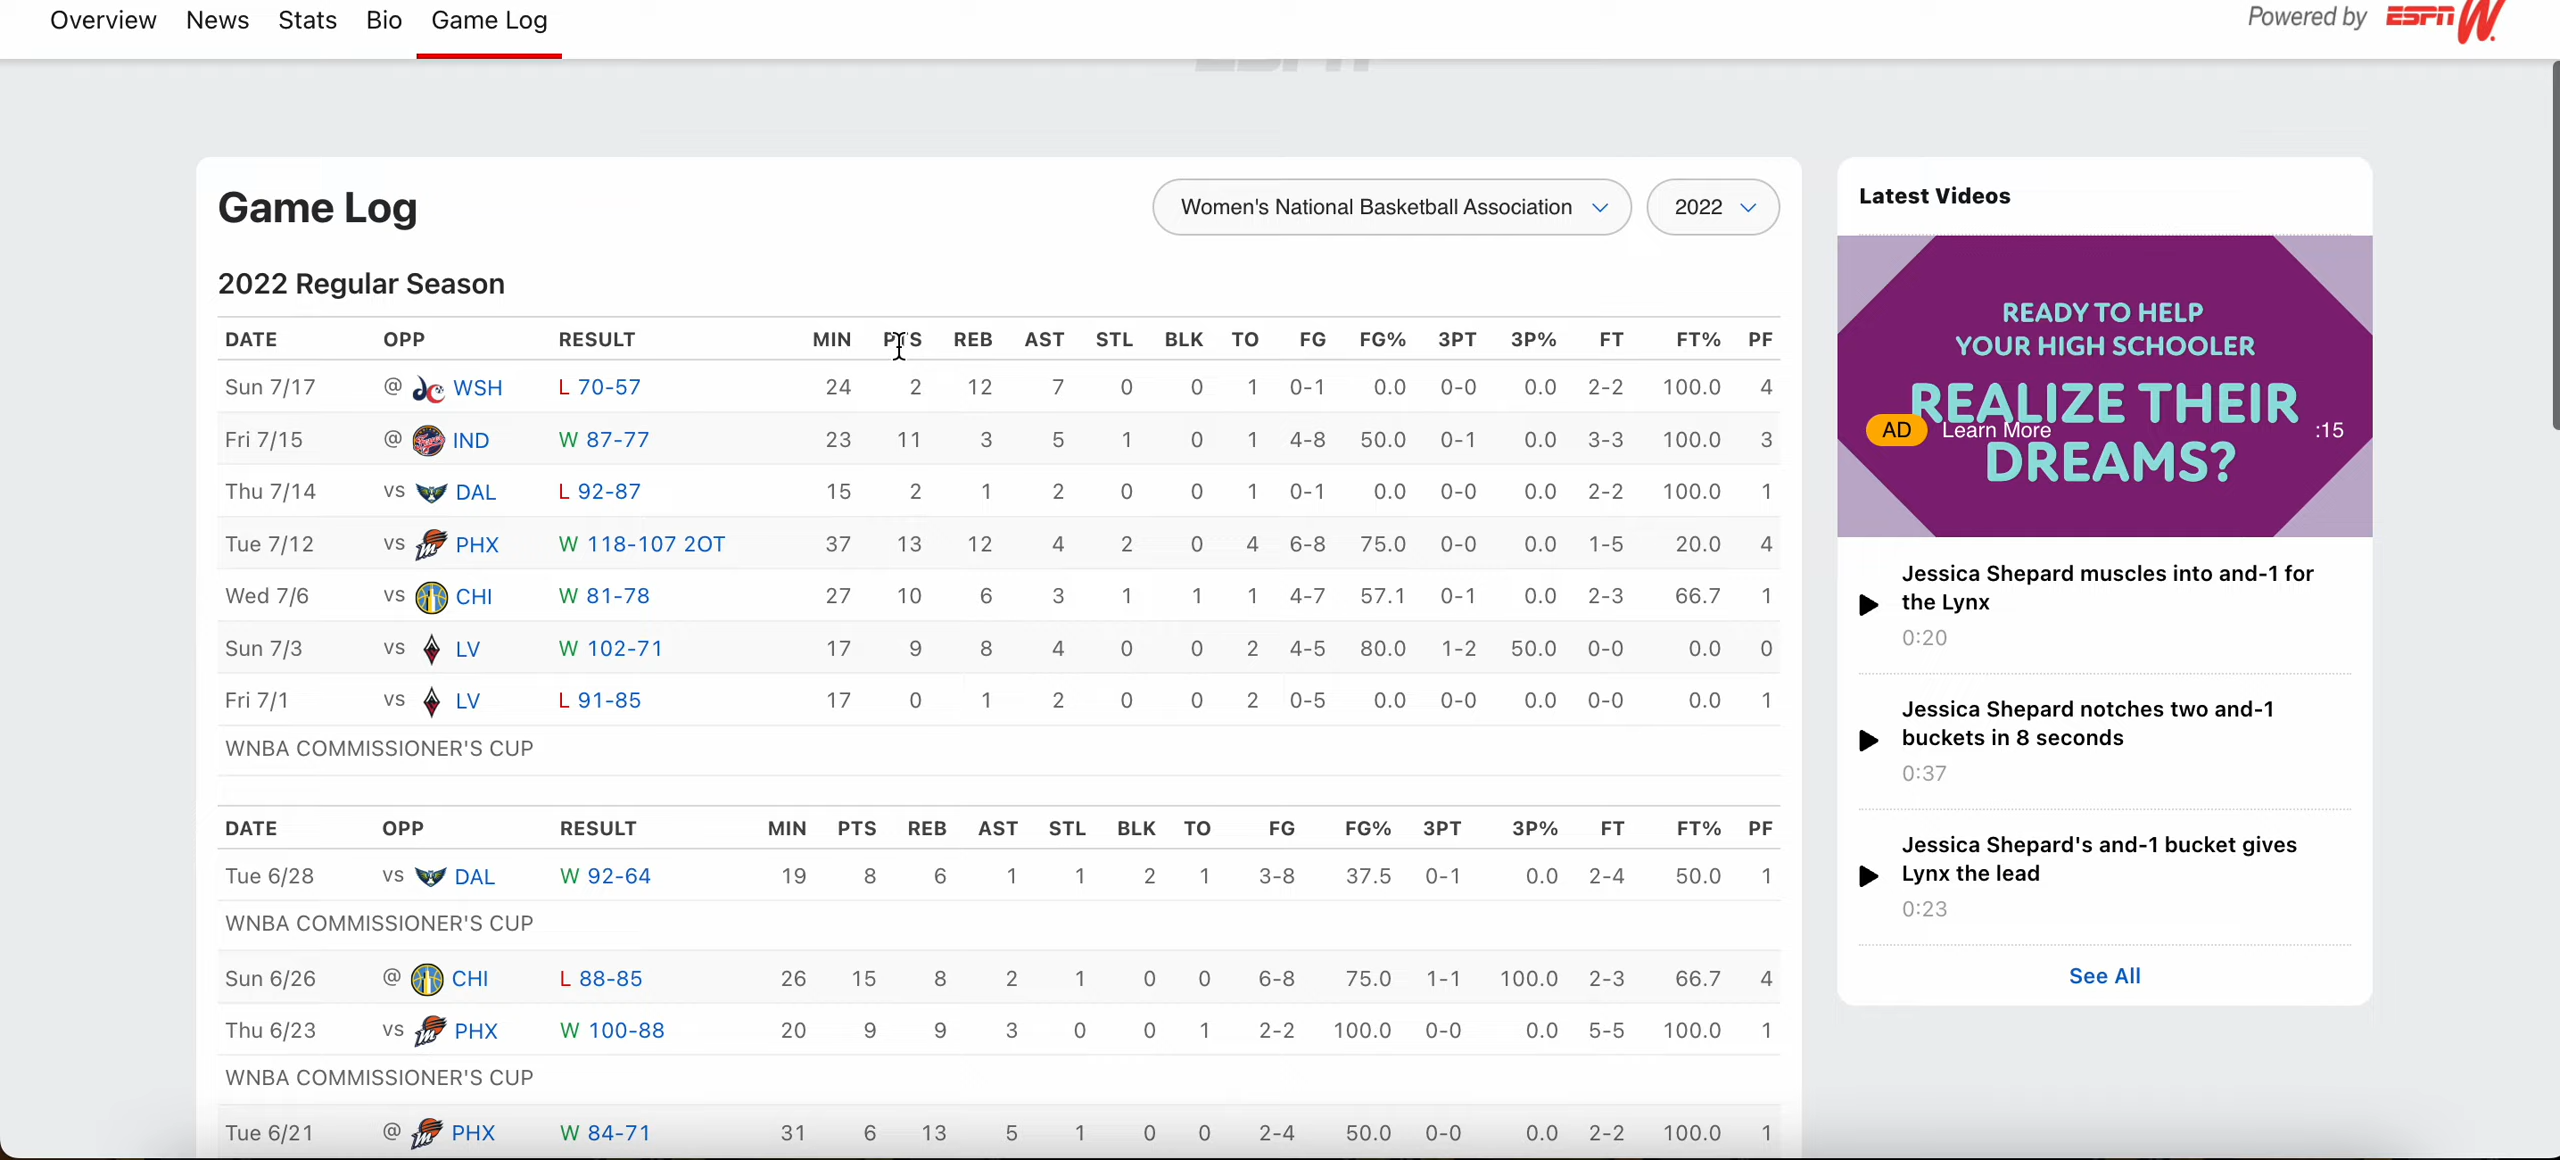 Overview News Stats Bio Game Log
Powered by ESPN W
Game Log
Women's National Basketball Association 2022
2022 Regular Season
DATE OPP RESULT MIN PTS REB AST STL BLK TO FG FG% 3PT 3P% FT FT% PF
Sun 7/17 @ WSH L 70-57 24 2 12 7 0 0 1 0-1 0.0 0-0 0.0 2-2 100.0 4
Fri 7/15 @ IND W 87-77 23 11 3 5 1 0 1 4-8 50.0 0-1 0.0 3-3 100.0 3
Thu 7/14 vs DAL L 92-87 15 2 1 2 0 0 1 0-1 0.0 0-0 0.0 2-2 100.0 1
Tue 7/12 vs PHX W 118-107 2OT 37 13 12 4 2 0 4 6-8 75.0 0-0 0.0 1-5 20.0 4
Wed 7/6 vs CHI W 81-78 27 10 6 3 1 1 1 4-7 57.1 0-1 0.0 2-3 66.7 1
Sun 7/3 vs LV W 102-71 17 9 8 4 0 0 2 4-5 80.0 1-2 50.0 0-0 0.0 0
Fri 7/1 vs LV L 91-85 17 0 1 2 0 0 2 0-5 0.0 0-0 0.0 0-0 0.0 1
WNBA COMMISSIONER'S CUP
DATE OPP RESULT MIN PTS REB AST STL BLK TO FG FG% 3PT 3P% FT FT% PF
Tue 6/28 vs DAL W 92-64 19 8 6 1 1 2 1 3-8 37.5 0-1 0.0 2-4 50.0 1
WNBA COMMISSIONER'S CUP
Sun 6/26 @ CHI L 88-85 26 15 8 2 1 0 0 6-8 75.0 1-1 100.0 2-3 66.7 4
Thu 6/23 vs PHX W 100-88 20 9 9 3 0 0 1 2-2 100.0 0-0 0.0 5-5 100.0 1
WNBA COMMISSIONER'S CUP
Tue 6/21 @ PHX W 84-71 31 6 13 5 1 0 0 2-4 50.0 0-0 0.0 2-2 100.0 1
Latest Videos
READY TO HELP
YOUR HIGH SCHOOLER
REALIZE THEIR
AD Learn More :15
DREAMS?
Jessica Shepard muscles into and-1 for
the Lynx
0:20
Jessica Shepard notches two and-1
buckets in 8 seconds
0:37
Jessica Shepard's and-1 bucket gives
Lynx the lead
0:23
See All